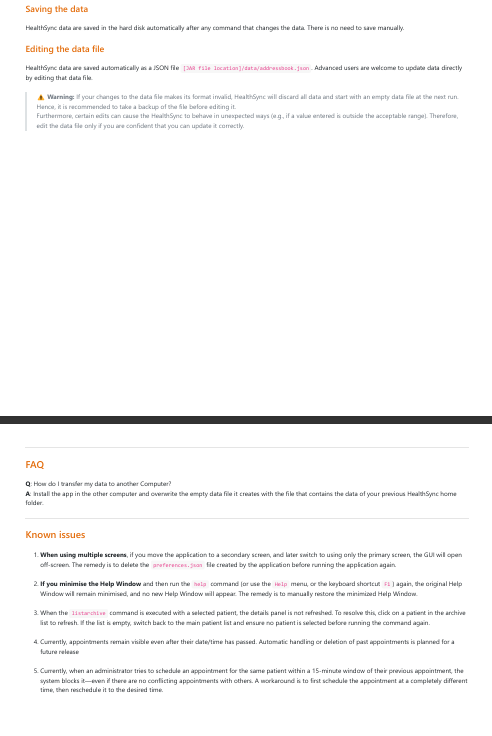 Saving the data
HealthSync data are saved in the hard disk automatically after any command that changes the data. There is no need to save manually.
Editing the data file
HealthSync data are saved automatically as a JSON file [JAR file location]/data/addressbook.json. Advanced users are welcome to update data directly
by editing that data file.
⚠️ Warning: If your changes to the data file makes its format invalid, HealthSync will discard all data and start with an empty data file at the next run.
Hence, it is recommended to take a backup of the file before editing it.
Furthermore, certain edits can cause the HealthSync to behave in unexpected ways (e.g., if a value entered is outside the acceptable range). Therefore,
edit the data file only if you are confident that you can update it correctly.
FAQ
Q: How do I transfer my data to another Computer?
A: Install the app in the other computer and overwrite the empty data file it creates with the file that contains the data of your previous HealthSync home
folder.
Known issues
1. When using multiple screens, if you move the application to a secondary screen, and later switch to using only the primary screen, the GUI will open
off-screen. The remedy is to delete the preferences.json file created by the application before running the application again.
2. If you minimise the Help Window and then run the help command (or use the Help menu, or the keyboard shortcut F1) again, the original Help
Window will remain minimised, and no new Help Window will appear. The remedy is to manually restore the minimized Help Window.
3. When the listarchive command is executed with a selected patient, the details panel is not refreshed. To resolve this, click on a patient in the archive
list to refresh. If the list is empty, switch back to the main patient list and ensure no patient is selected before running the command again.
4. Currently, appointments remain visible even after their date/time has passed. Automatic handling or deletion of past appointments is planned for a
future release
5. Currently, when an administrator tries to schedule an appointment for the same patient within a 15-minute window of their previous appointment, the
system blocks it—even if there are no conflicting appointments with others. A workaround is to first schedule the appointment at a completely different
time, then reschedule it to the desired time.